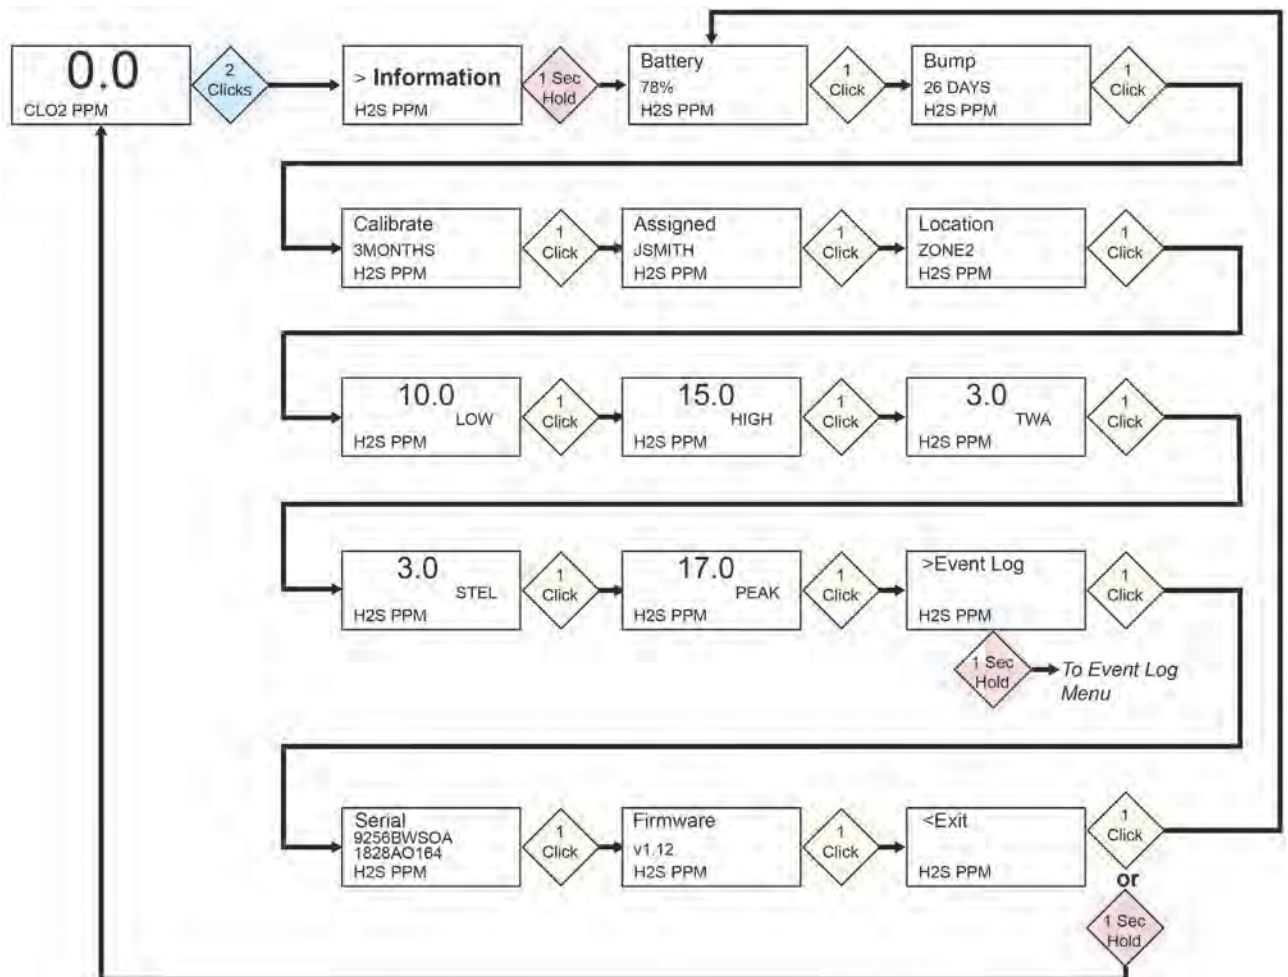 0.0
CLO2 PPM
2
Clicks
> Information
H2S PPM
1 Sec
Hold
Battery
78%
H2S PPM
1
Click
Bump
26 DAYS
H2S PPM
1
Click
Calibrate
3MONTHS
H2S PPM
1
Click
Assigned
JSMITH
H2S PPM
1
Click
Location
ZONE2
H2S PPM
1
Click
10.0
LOW
H2S PPM
1
Click
15.0
HIGH
H2S PPM
1
Click
3.0
TWA
H2S PPM
1
Click
3.0
STEL
H2S PPM
1
Click
17.0
PEAK
H2S PPM
1
Click
>Event Log
H2S PPM
1
Click
1 Sec
Hold
To Event Log
Menu
Serial
9256BWSOA
1828AO164
H2S PPM
1
Click
Firmware
v1.12
H2S PPM
1
Click
<Exit
H2S PPM
1
Click
or
1 Sec
Hold